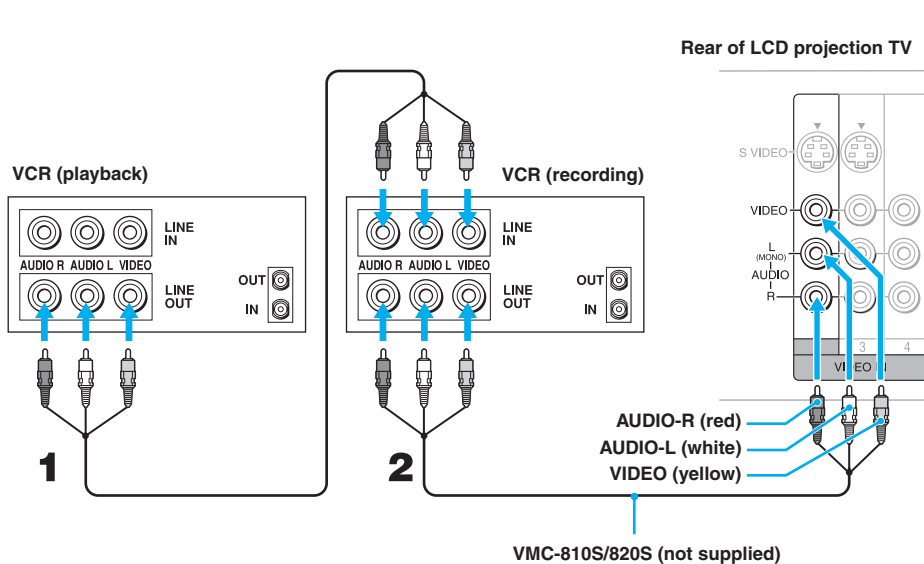 Rear of LCD projection TV
VCR (playback)
LINE
IN
AUDIO R AUDIO L VIDEO
LINE
OUT
OUT
IN
1
VCR (recording)
LINE
IN
AUDIO R AUDIO L VIDEO
LINE
OUT
OUT
IN
2
S VIDEO
VIDEO
L
(MONO)
AUDIO
R
3 4
VIDEO IN
AUDIO-R (red)
AUDIO-L (white)
VIDEO (yellow)
VMC-810S/820S (not supplied)